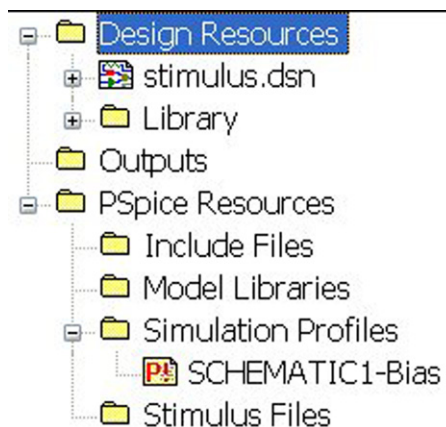 Design Resources
stimulus.dsn
Library
Outputs
PSpice Resources
Include Files
Model Libraries
Simulation Profiles
SCHEMATIC1-Bias
Stimulus Files